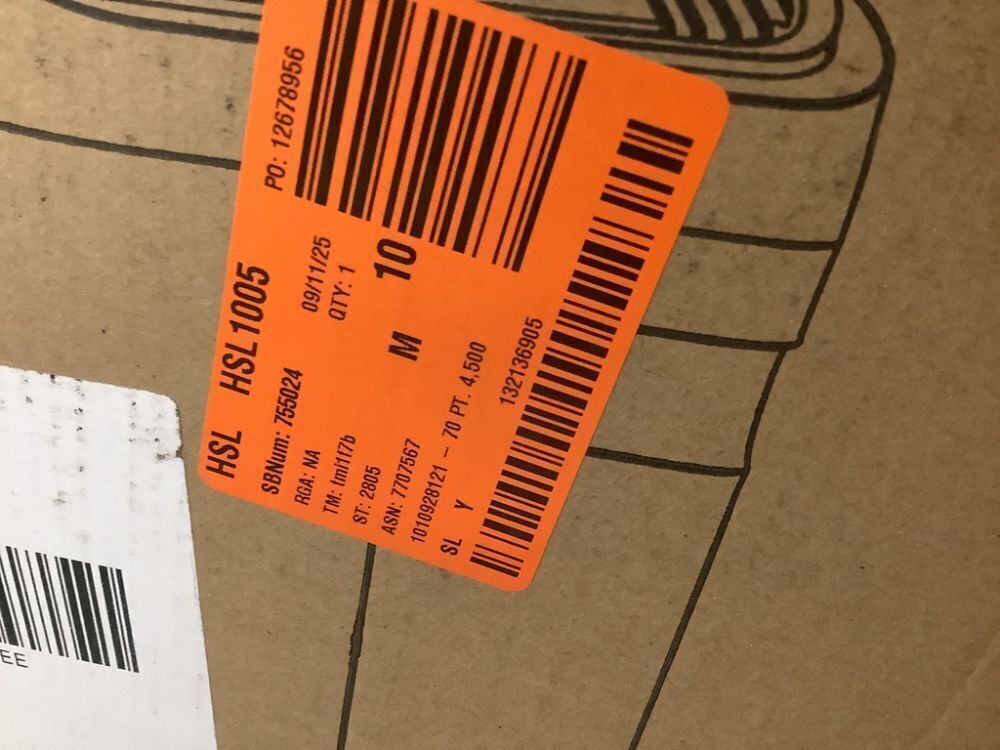 HSL HSL1005
SBNum: 755024
PO: 12678956
RGA: NA
09/11/25
TM: tmi1f7b
QTY: 1
ST: 2805
M 10
ASN: 7707567
1010928121 – 70 PT. 4,500
SL Y
132136905
EE